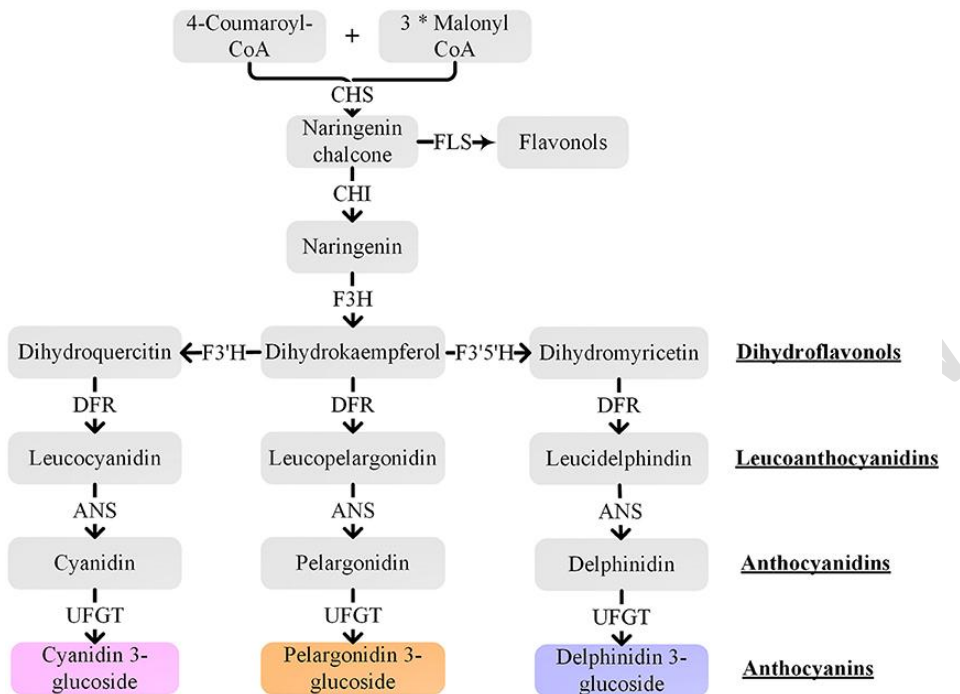 4-Coumaroyl-
CoA
+
3 * Malonyl
CoA
CHS
Naringenin
chalcone
FLS
Flavonols
CHI
Naringenin
F3H
Dihydroquercitin
F3'H
Dihydrokaempferol
F3'5'H
Dihydromyricetin
Dihydroflavonols
DFR
DFR
DFR
Leucocyanidin
Leucopelargonidin
Leucidelphindin
Leucoanthocyanidins
ANS
ANS
ANS
Cyanidin
Pelargonidin
Delphinidin
Anthocyanidins
UFGT
UFGT
UFGT
Cyanidin 3-
glucoside
Pelargonidin 3-
glucoside
Delphinidin 3-
glucoside
Anthocyanins